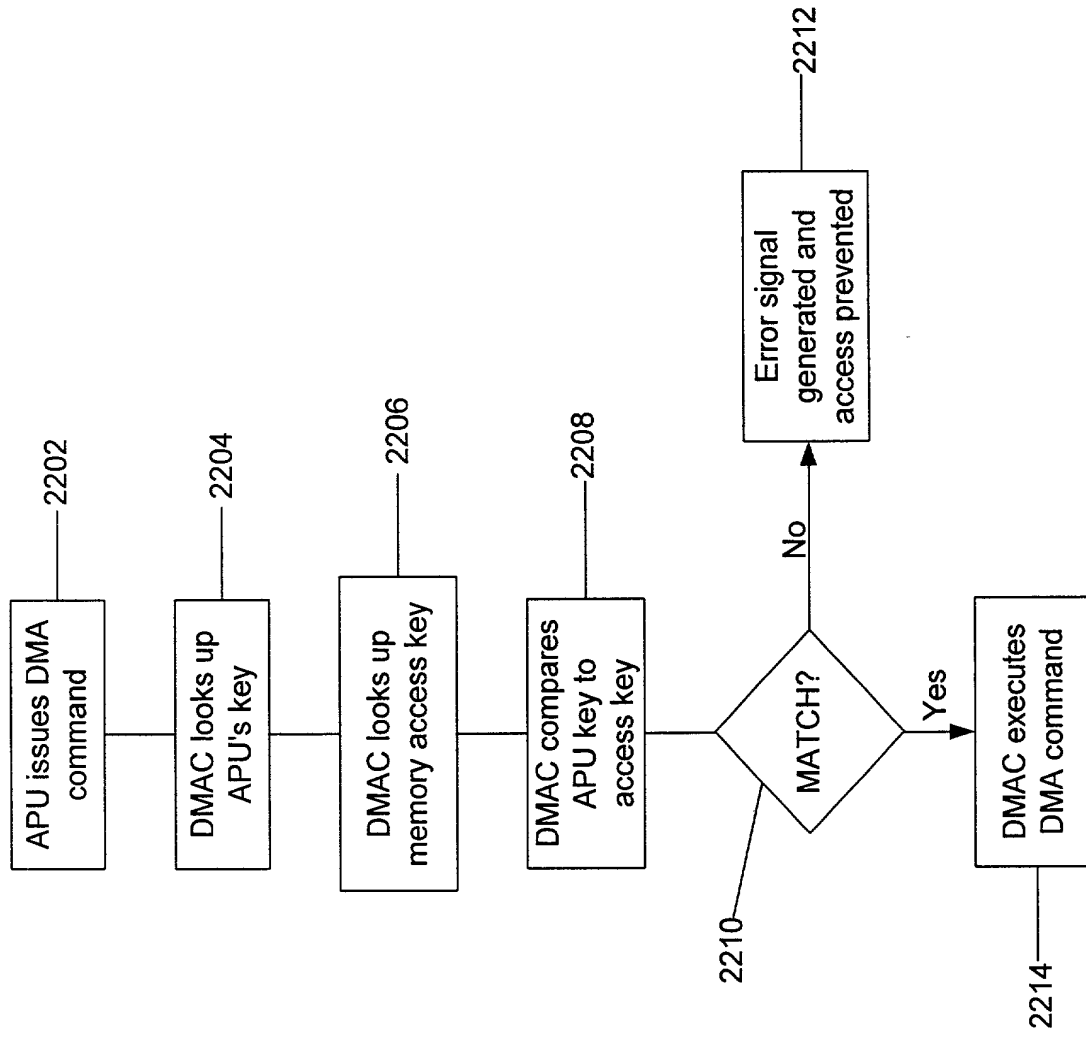 APU issues DMA
command
2202
DMAC looks up
APU's key
2204
DMAC looks up
memory access key
2206
DMAC compares
APU key to
access key
2208
MATCH?
2210
No
Error signal
generated and
access prevented
2212
Yes
DMAC executes
DMA command
2214